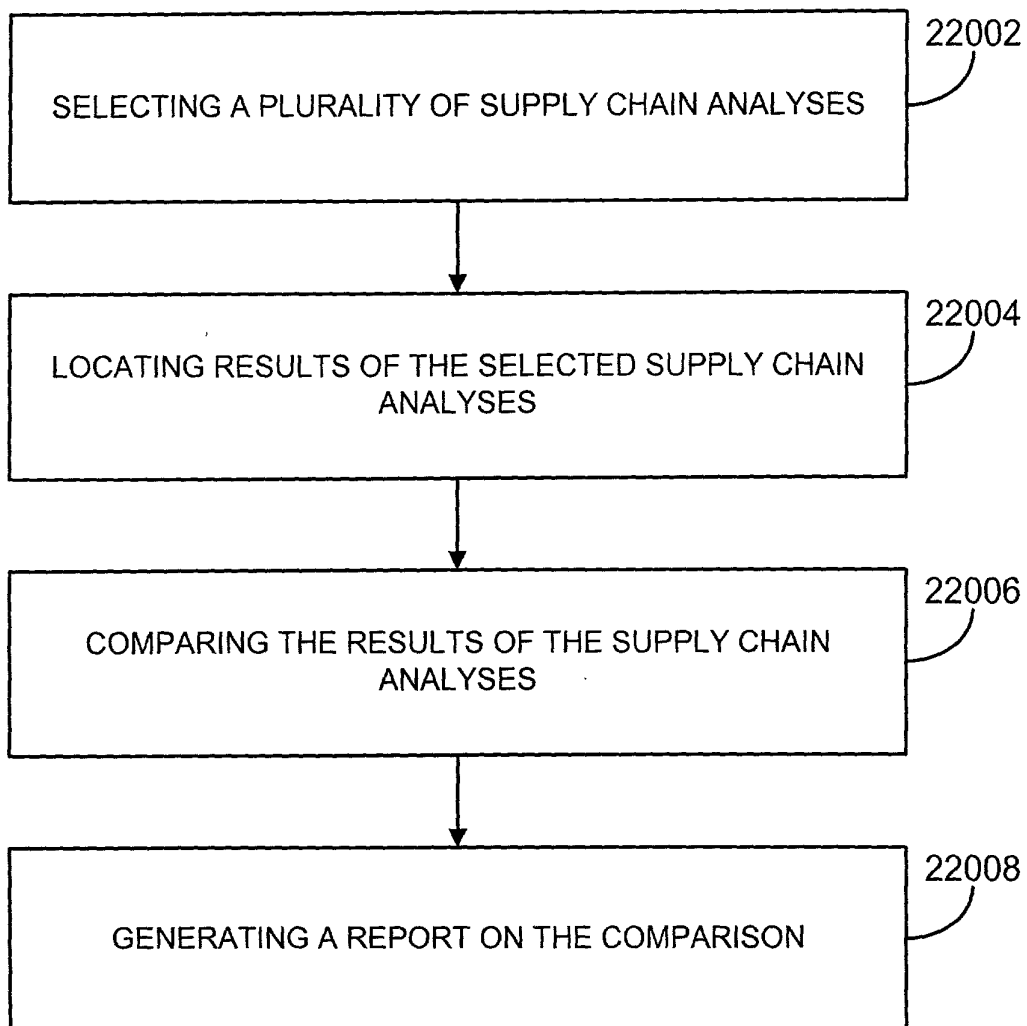 22002
SELECTING A PLURALITY OF SUPPLY CHAIN ANALYSES
22004
LOCATING RESULTS OF THE SELECTED SUPPLY CHAIN
ANALYSES
22006
COMPARING THE RESULTS OF THE SUPPLY CHAIN
ANALYSES
22008
GENERATING A REPORT ON THE COMPARISON